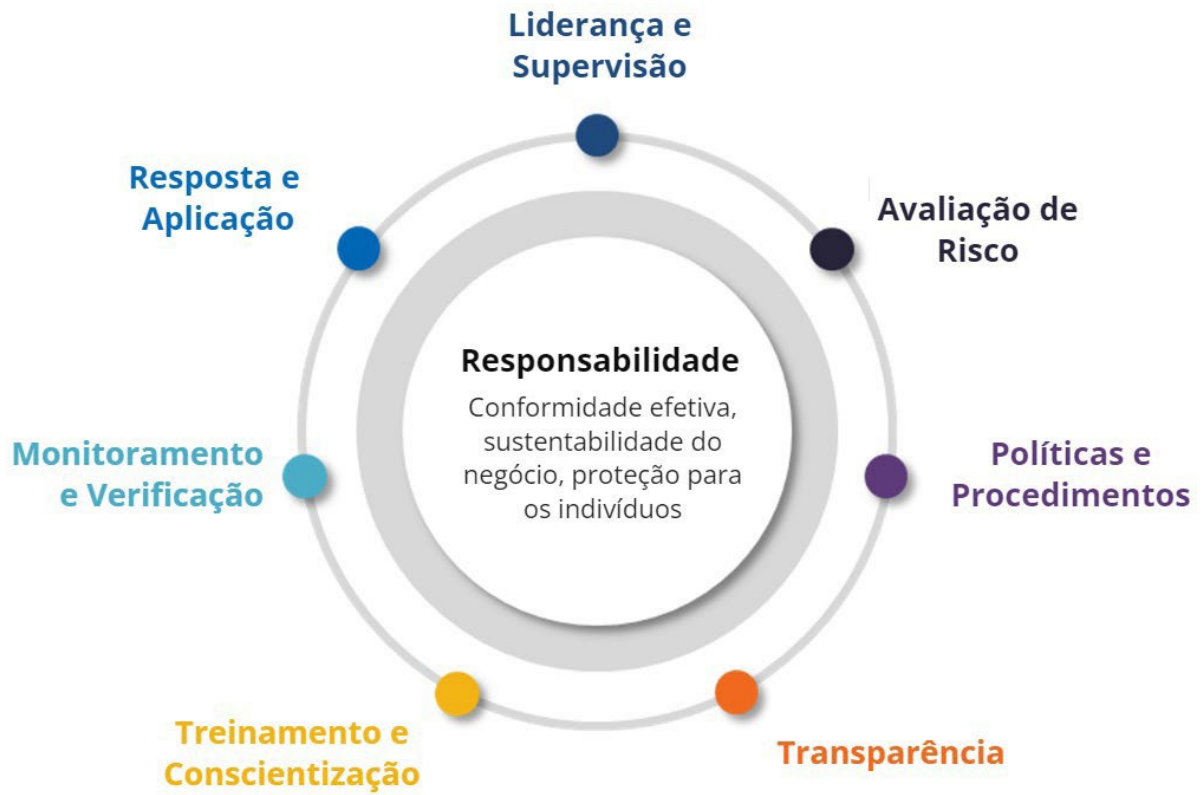 Liderança e
Supervisão
Avaliação de
Risco
Políticas e
Procedimentos
Transparência
Treinamento e
Conscientização
Monitoramento
e Verificação
Resposta e
Aplicação
Responsabilidade
Conformidade efetiva,
sustentabilidade do
negócio, proteção para
os indivíduos